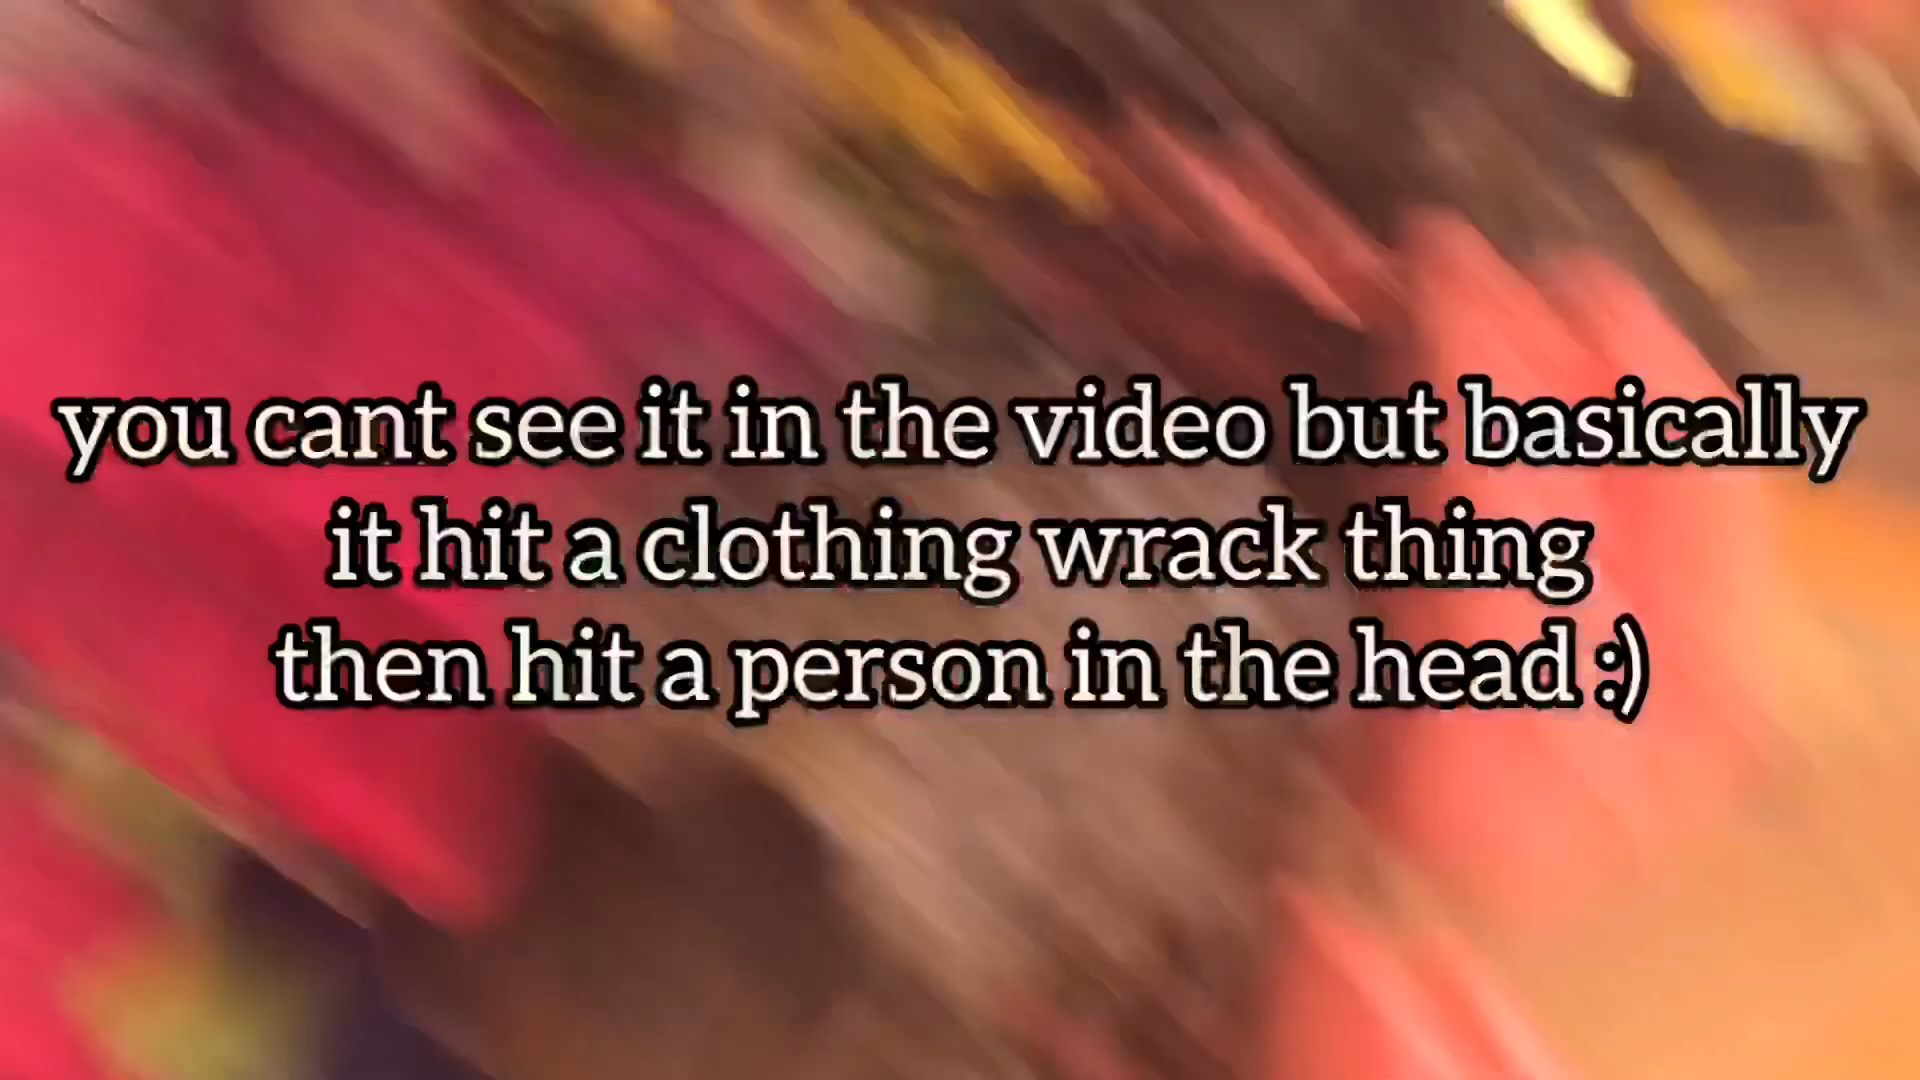 you cant see it in the video but basically
it hit a clothing wrack thing
then hit a person in the head :)